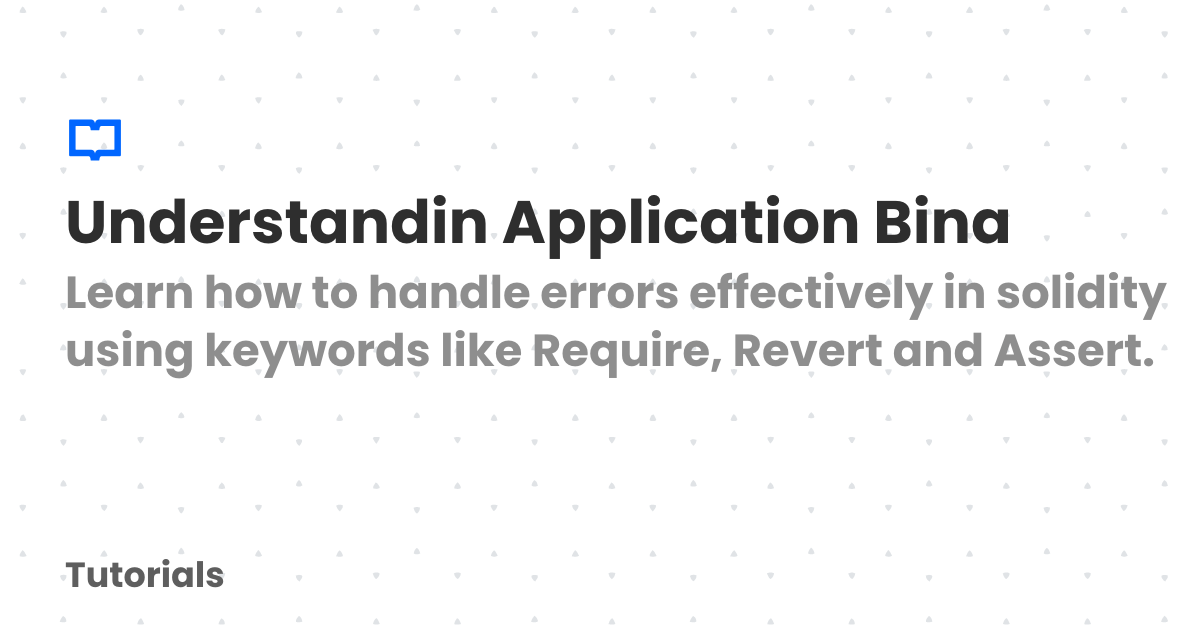 Understandin Application Bina
Learn how to handle errors effectively in solidity
using keywords like Require, Revert and Assert.
Tutorials